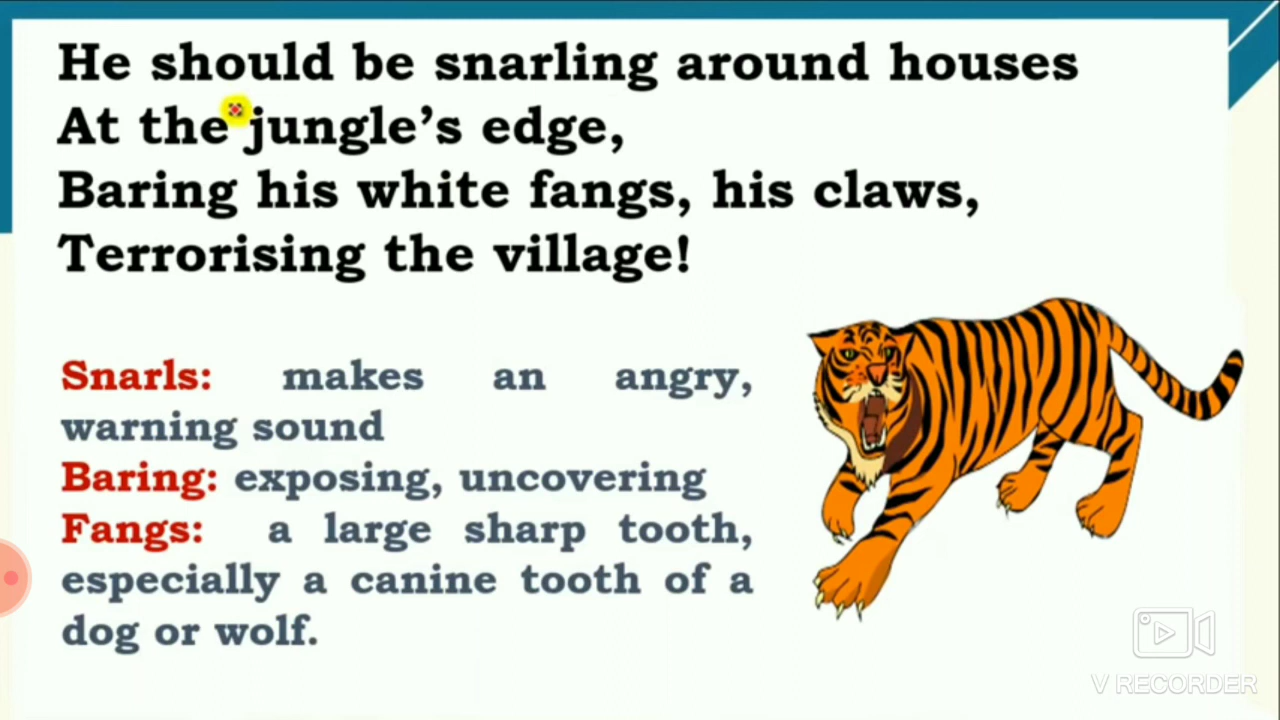 He should be snarling around houses
At the jungle's edge,
Baring his white fangs, his claws,
Terrorising the village!
Snarls: makes an angry,
warning sound
Baring: exposing, uncovering
Fangs: a large sharp tooth,
especially a canine tooth of a
dog or wolf.
V RECORDER